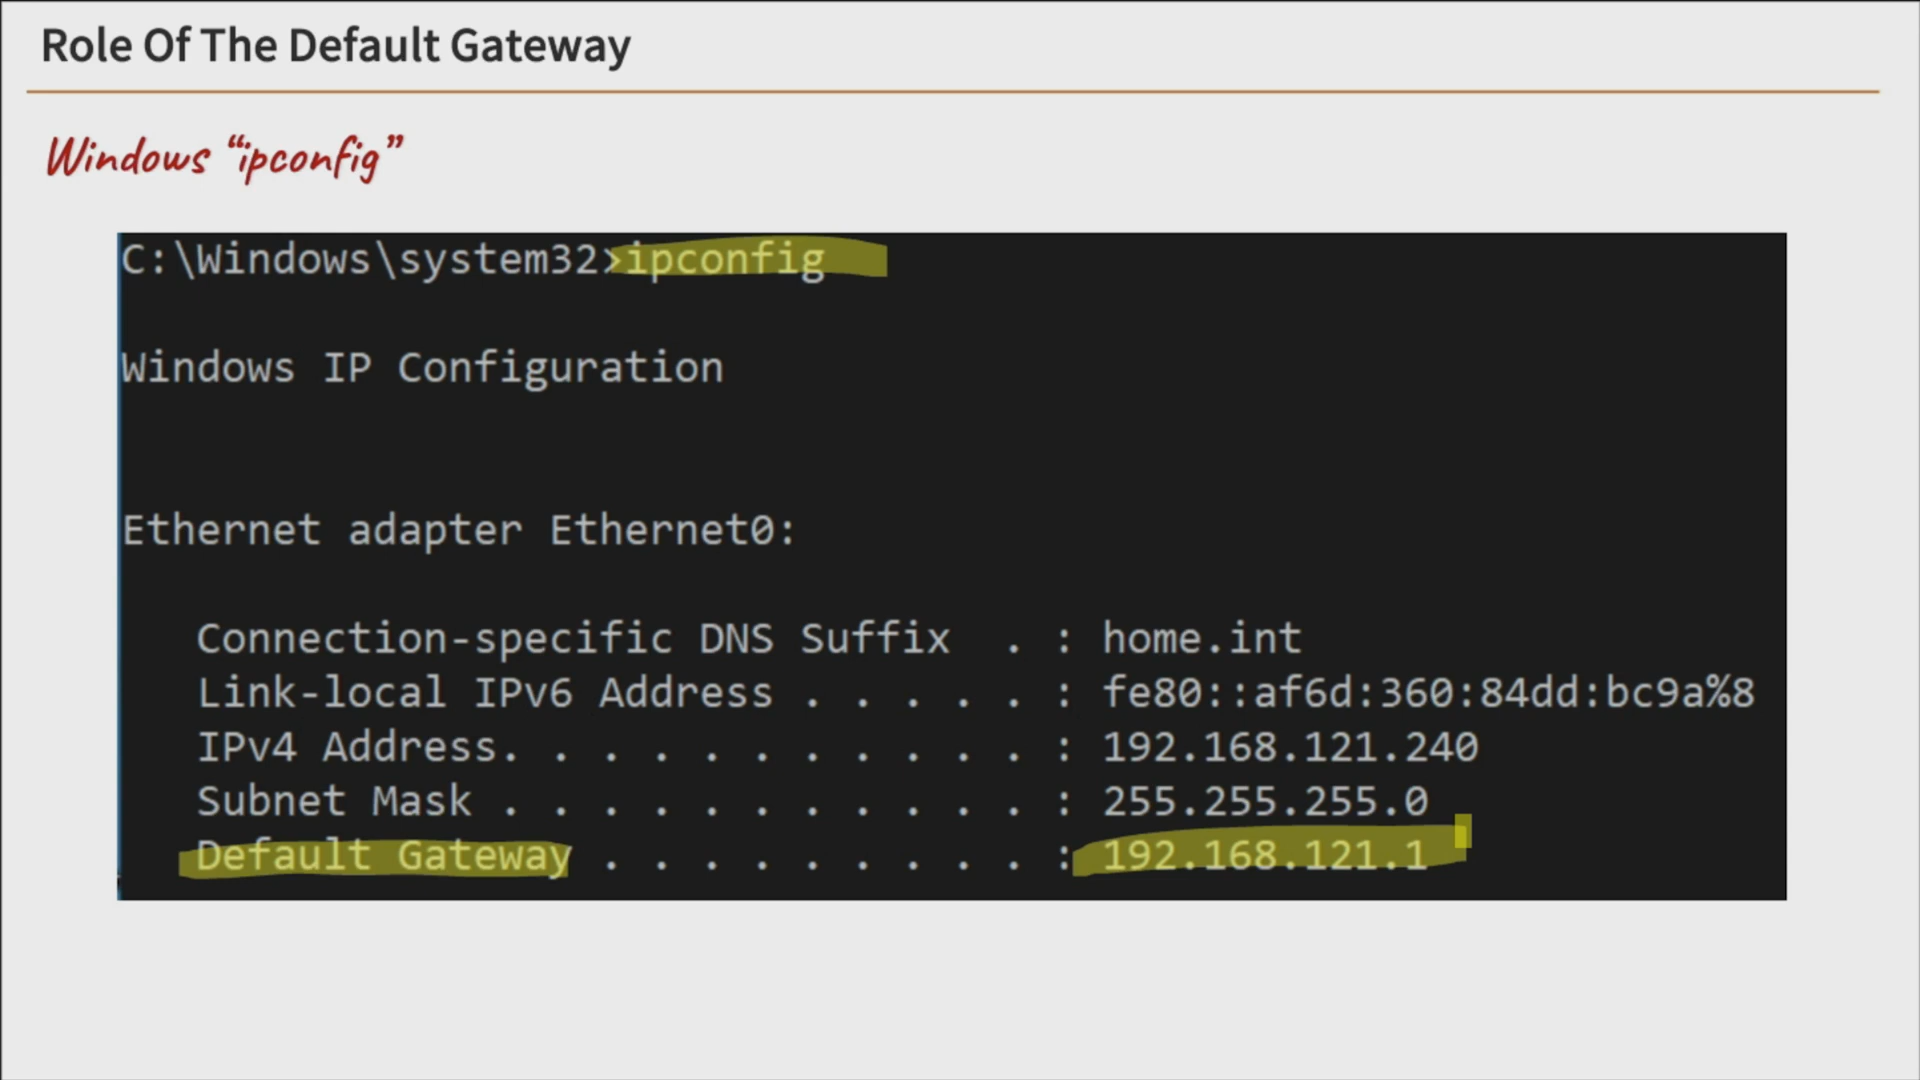 Role Of The Default Gateway
Windows “ipconfig”
C:\Windows\system32>ipconfig
Windows IP Configuration
Ethernet adapter Ethernet0:
Connection-specific DNS Suffix  . : home.int
Link-local IPv6 Address . . . . . : fe80::af6d:360:84dd:bc9a%8
IPv4 Address. . . . . . . . . . . : 192.168.121.240
Subnet Mask . . . . . . . . . . . : 255.255.255.0
Default Gateway . . . . . . . . . : 192.168.121.1